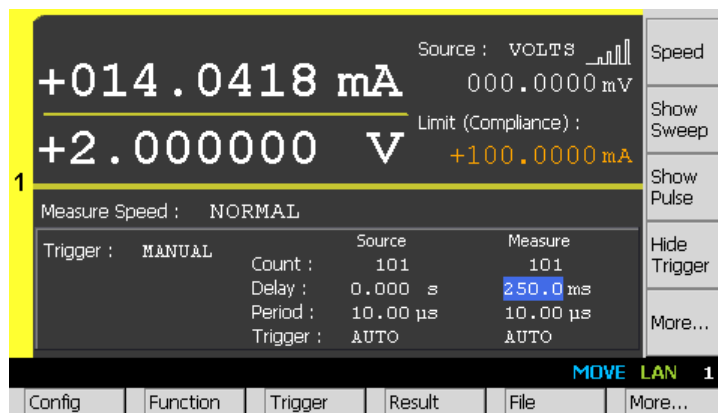 Source : VOLTS
+014.0418 mA
000.0000 mV
Limit (Compliance) :
+2.000000 V
+100.0000 mA
1
Measure Speed : NORMAL
Trigger : MANUAL
Source Measure
Count : 101 101
Delay : 0.000 s 250.0 ms
Period : 10.00 µs 10.00 µs
Trigger : AUTO AUTO
Speed
Show
Sweep
Show
Pulse
Hide
Trigger
More...
MOVE LAN 1
Config Function Trigger Result File More...